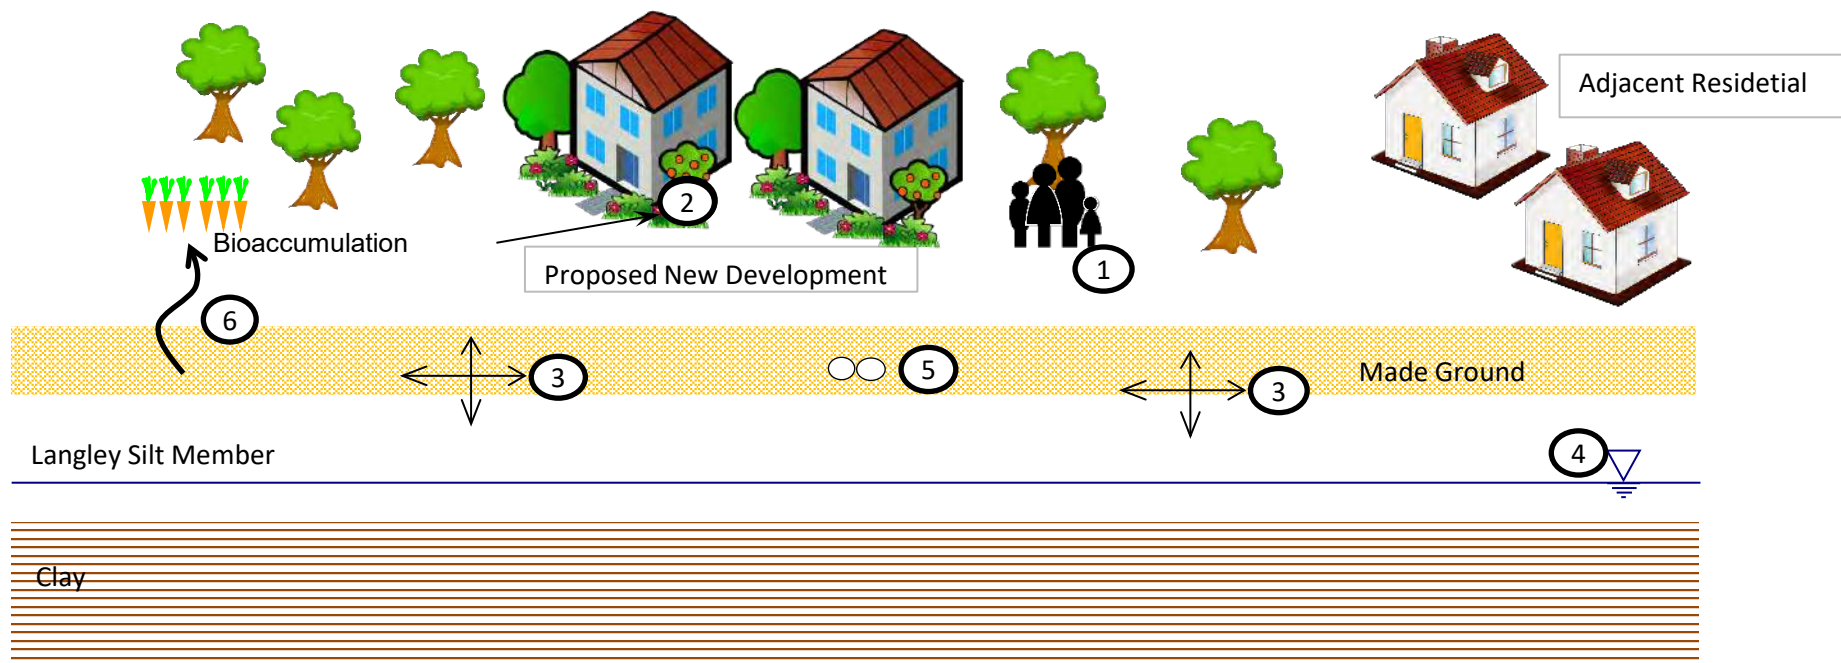 Adjacent Residetial
2
Bioaccumulation
Proposed New Development
1
6
3
5
3
Made Ground
Langley Silt Member
4
Clay